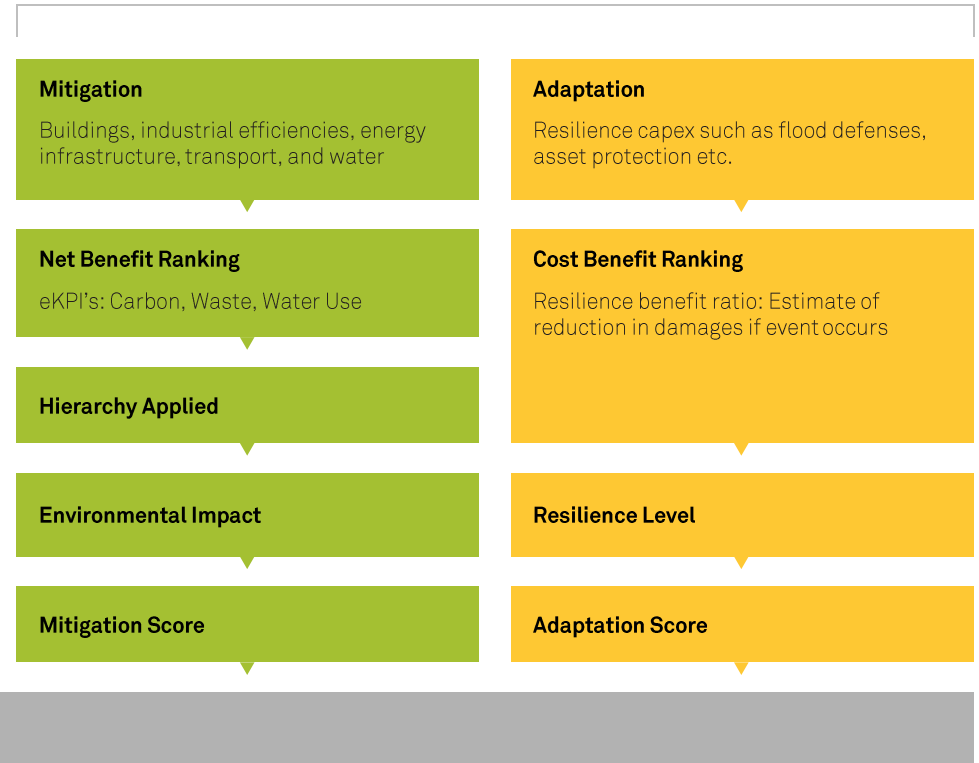 Mitigation
Buildings, industrial efficiencies, energy
infrastructure, transport, and water
Adaptation
Resilience capex such as flood defenses,
asset protection etc.
Net Benefit Ranking
eKPI's: Carbon, Waste, Water Use
Cost Benefit Ranking
Resilience benefit ratio: Estimate of
reduction in damages if event occurs
Hierarchy Applied
Environmental Impact
Resilience Level
Mitigation Score
Adaptation Score